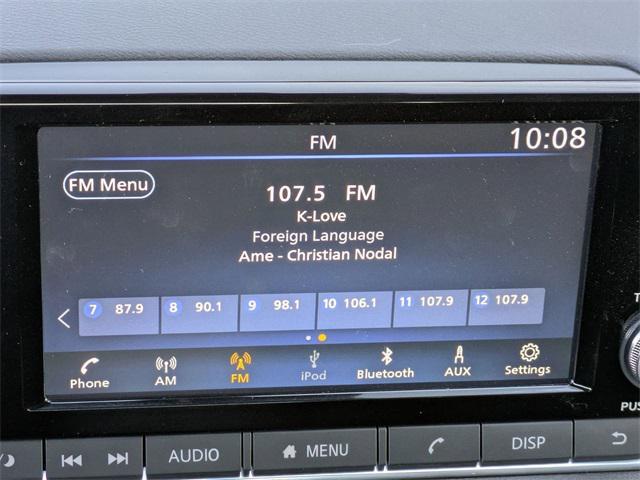 FM
10:08
FM Menu
107.5 FM
K-Love
Foreign Language
Ame - Christian Nodal
7 87.9 8 90.1 9 98.1 10 106.1 11 107.9 12 107.9
Phone AM FM iPod Bluetooth AUX Settings
AUDIO MENU DISP